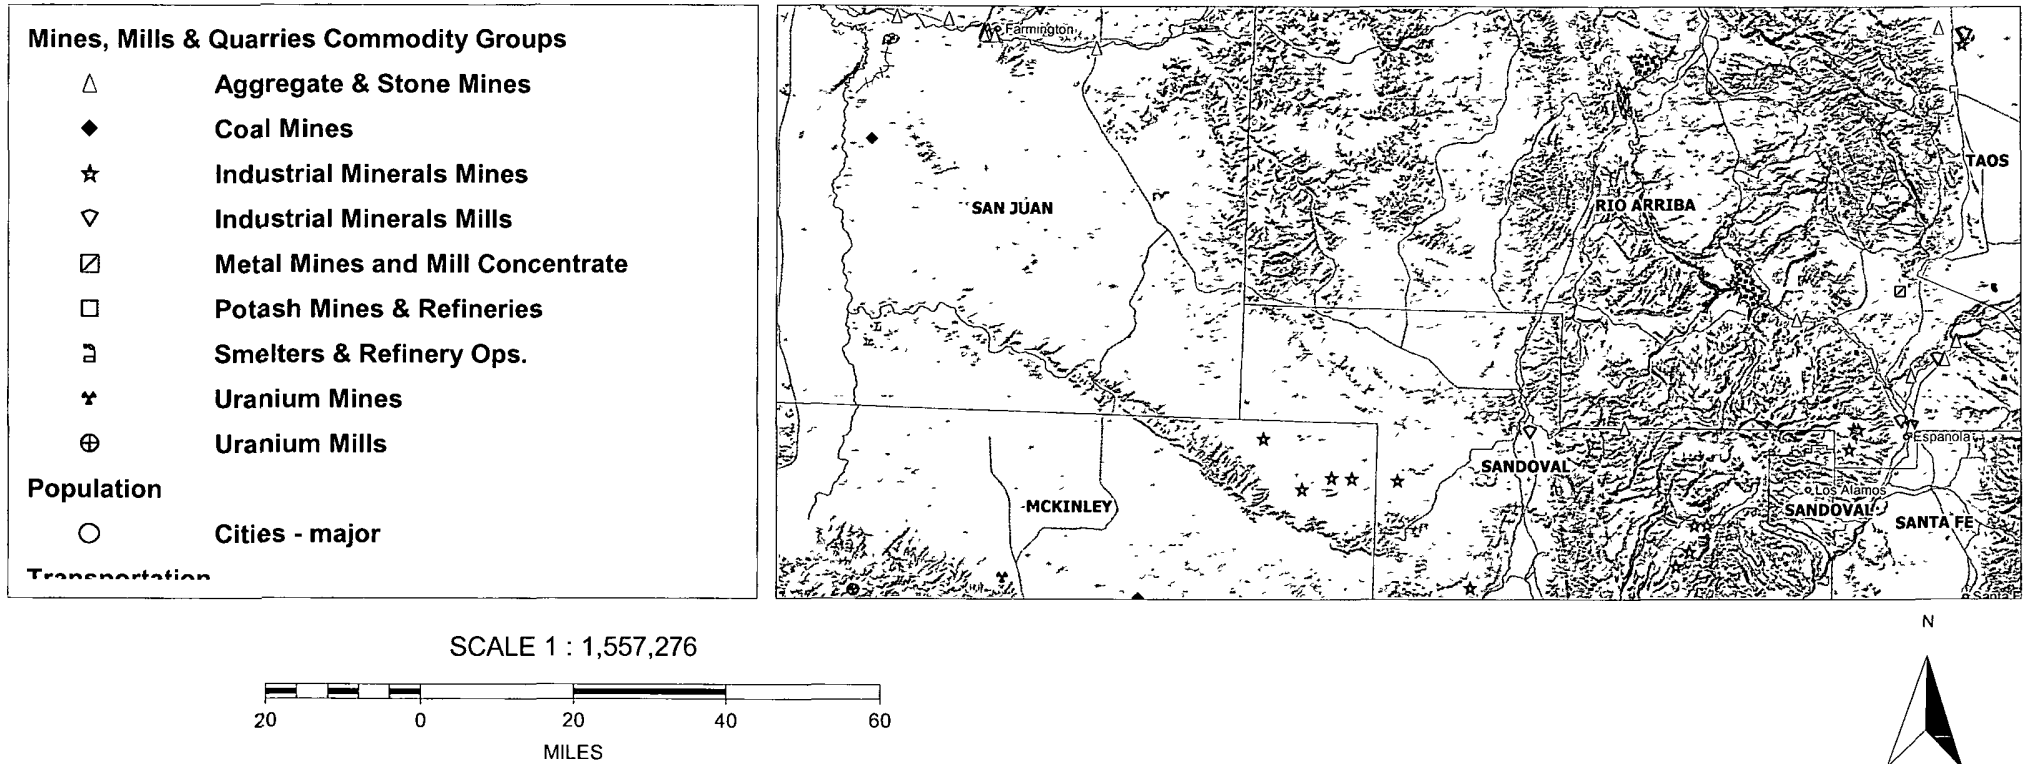 Mines, Mills & Quarries Commodity Groups
Aggregate & Stone Mines
Coal Mines
Industrial Minerals Mines
Industrial Minerals Mills
Metal Mines and Mill Concentrate
Potash Mines & Refineries
Smelters & Refinery Ops.
Uranium Mines
Uranium Mills
Population
Cities - major
Transportation
Farmington
TAOS
SAN JUAN
RIO ARRIBA
Espanola
SANDOVAL
Los Alamos
MCKINLEY
SANDOVAL
SANTA FE
N
SCALE 1 : 1,557,276
20 0 20 40 60
MILES